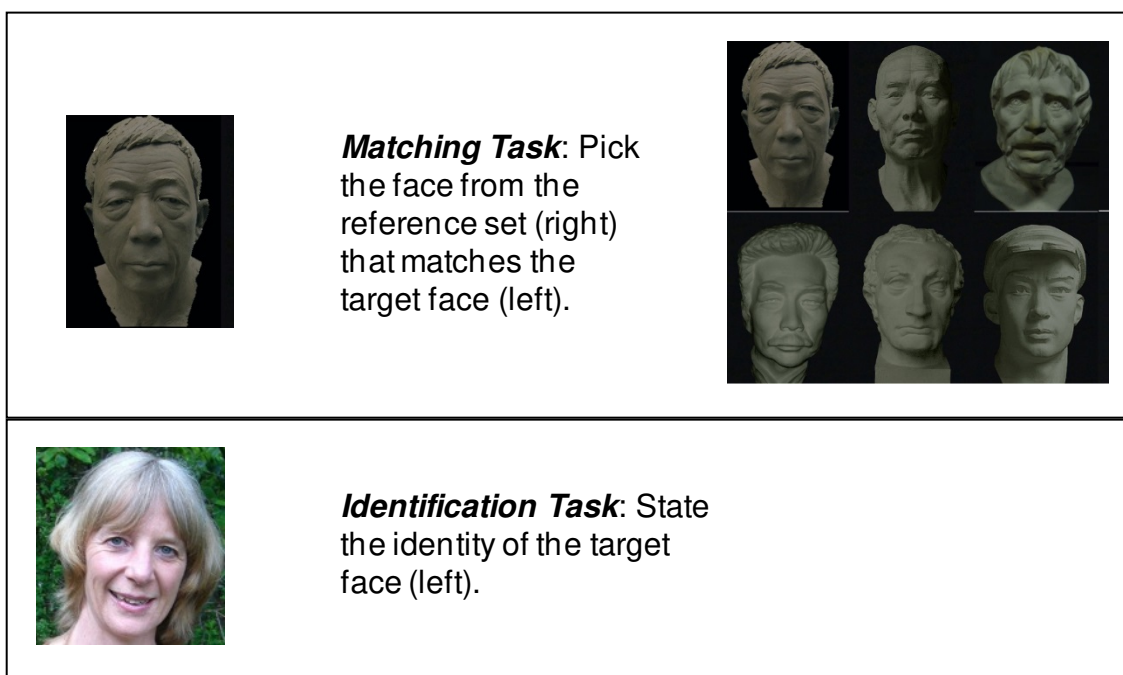 Matching Task: Pick
the face from the
reference set (right)
that matches the
target face (left).
Identification Task: State
the identity of the target
face (left).